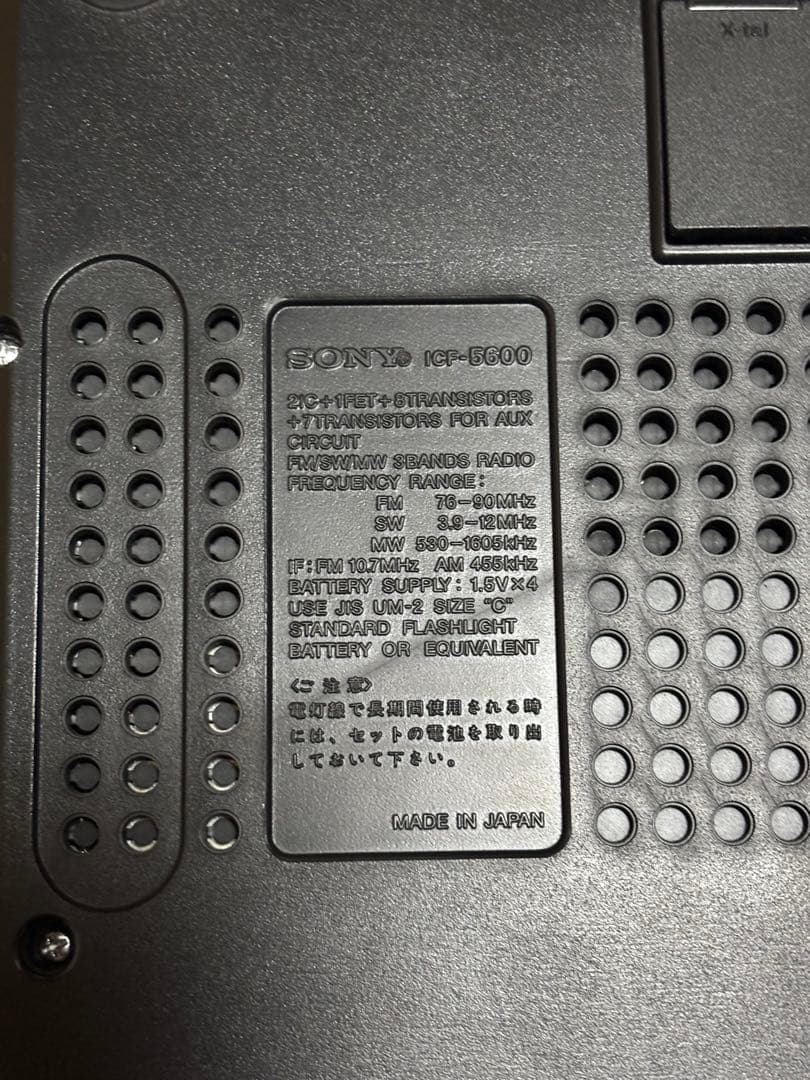 X-tal
SONY® ICF-5600
2IC+1FET+8TRANSISTORS
+7TRANSISTORS FOR AUX
CIRCUIT
FM/SW/MW 3BANDS RADIO
FREQUENCY RANGE:
FM 76-90MHz
SW 3.9-12MHz
MW 530-1605kHz
IF:FM 10.7MHz AM 455kHz
BATTERY SUPPLY: 1.5V×4
USE JIS UM-2 SIZE "C"
STANDARD FLASHLIGHT
BATTERY OR EQUIVALENT
〈ご注意〉
電灯線で長期間使用される時
には、セットの電池を取り出
しておいて下さい。
MADE IN JAPAN